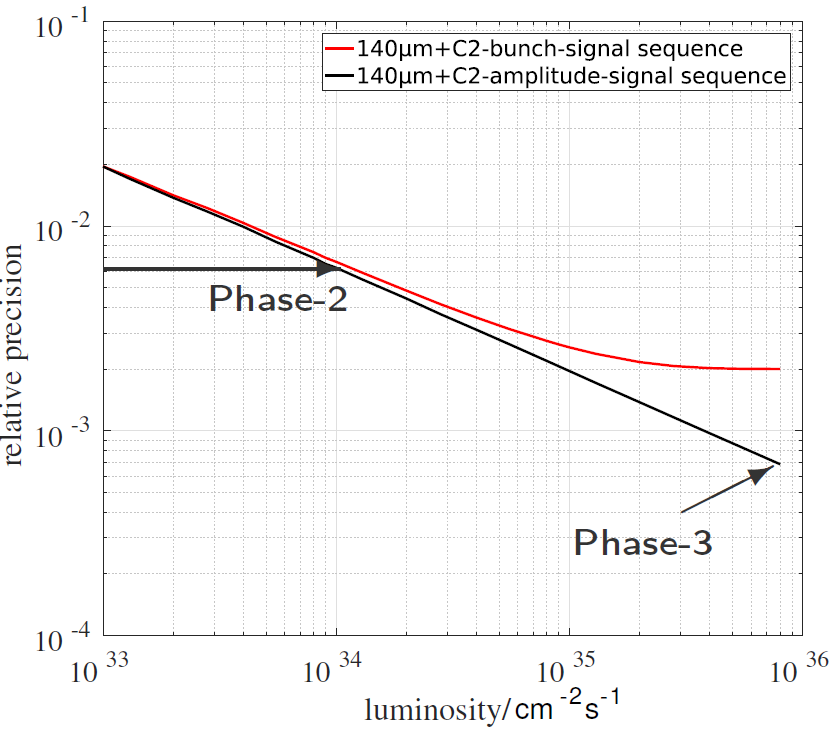 10 -1
140μm+C2-bunch-signal sequence
140μm+C2-amplitude-signal sequence
10 -2
Phase-2
relative precision
10 -3
Phase-3
10 -4
10 33
10 34
10 35
10 36
luminosity/cm-2s-1